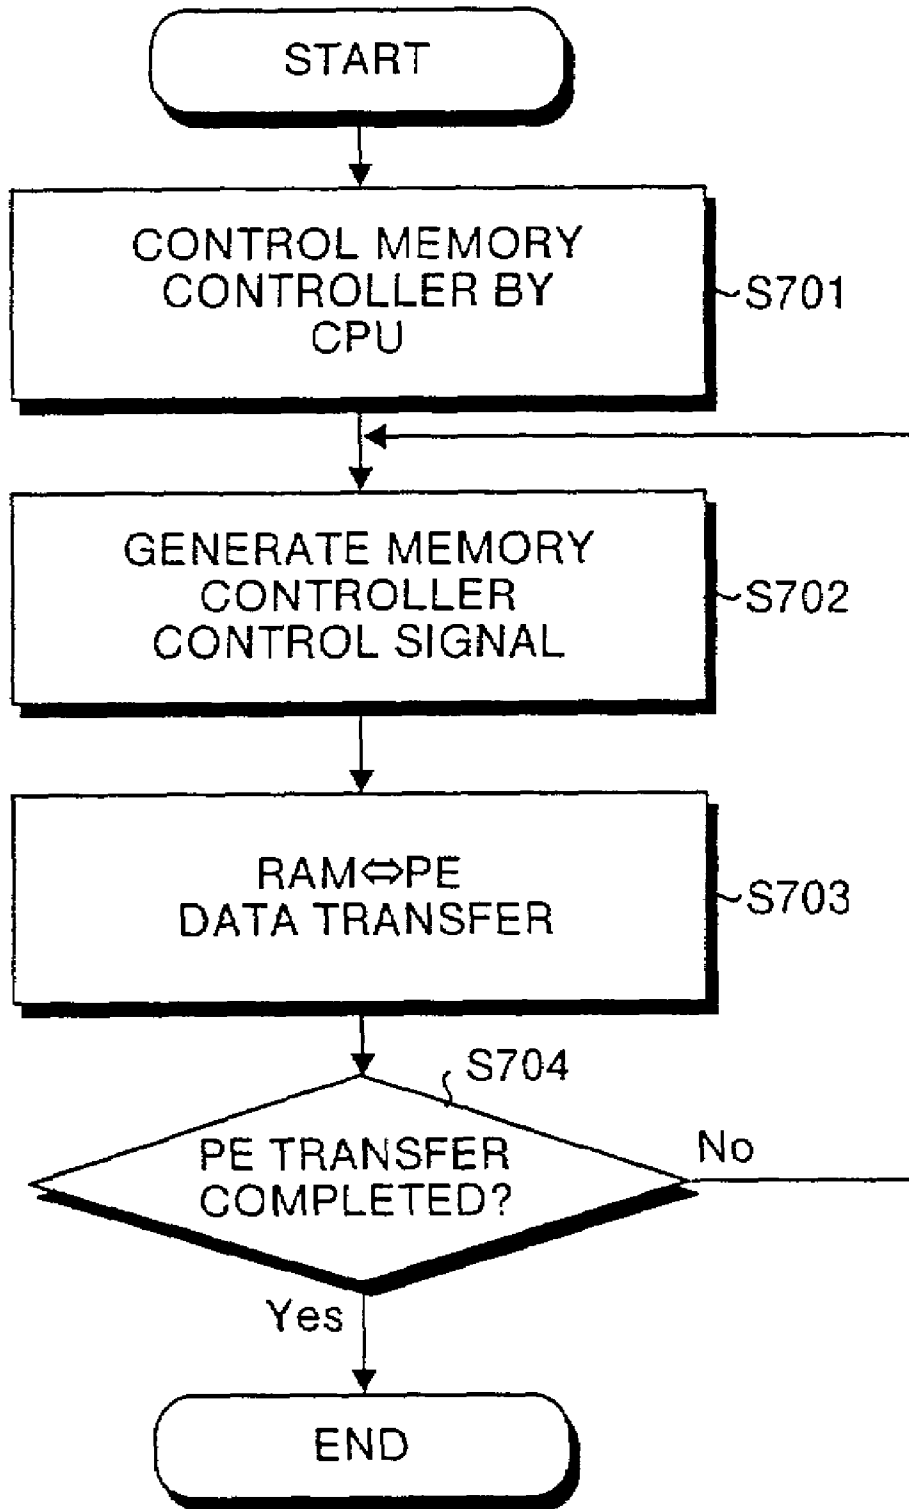 START
CONTROL MEMORY
CONTROLLER BY
CPU
S701
GENERATE MEMORY
CONTROLLER
CONTROL SIGNAL
S702
RAM⇔PE
DATA TRANSFER
S703
S704
PE TRANSFER
COMPLETED?
No
Yes
END